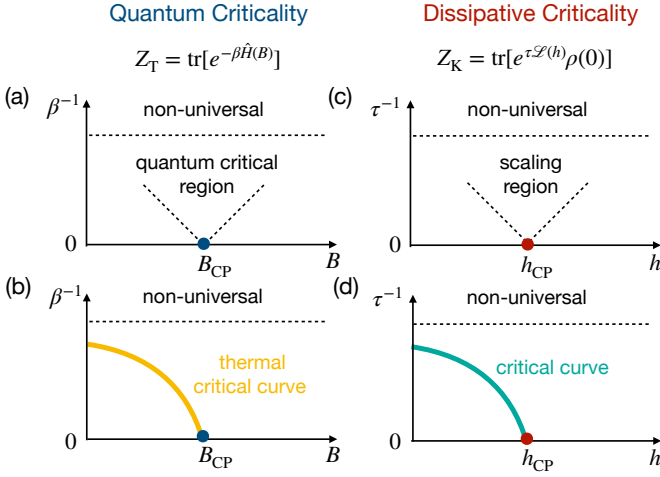 Quantum Criticality
Dissipative Criticality
Z_T = tr[e^{-βĤ(B)}]
Z_K = tr[e^{τℒ(h)}ρ(0)]
(a)
β⁻¹
non-universal
quantum critical
region
0
B_CP
B
(c)
τ⁻¹
non-universal
scaling
region
0
h_CP
h
(b)
β⁻¹
non-universal
thermal
critical curve
0
B_CP
B
(d)
τ⁻¹
non-universal
critical curve
0
h_CP
h